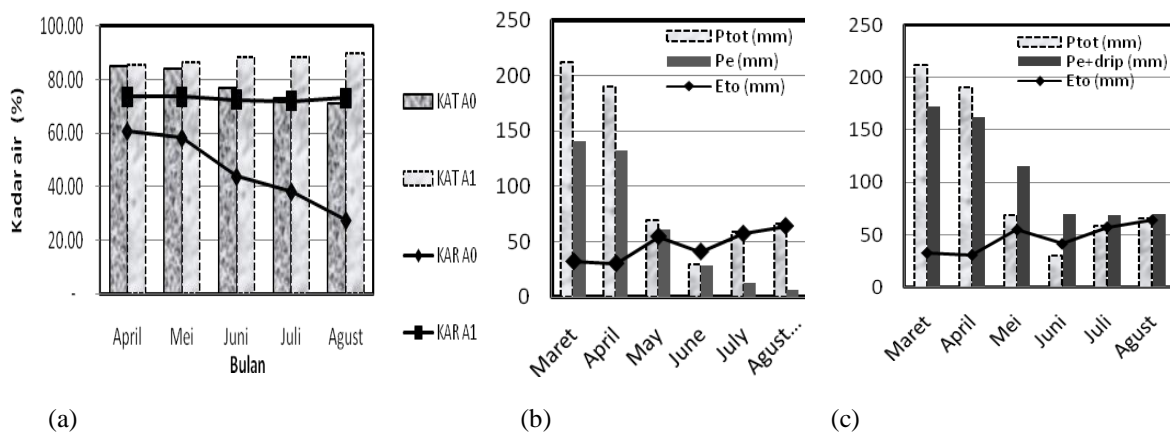 Kadar air (%)
100.00
80.00
60.00
40.00
20.00
-
April Mei Juni Juli Agust
Bulan
KAT A0
KAT A1
KAR A0
KAR A1
(a)
250
200
150
100
50
0
Ptot (mm)
Pe (mm)
Eto (mm)
Maret April May June July Agust...
(b)
250
200
150
100
50
0
Ptot (mm)
Pe+drip (mm)
Eto (mm)
Maret April Mei Juni Juli Agust
(c)